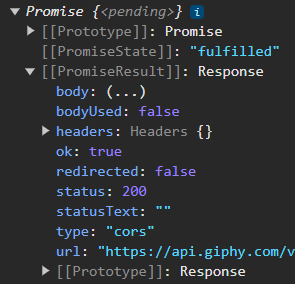 ▼ Promise {<pending>} i
▶ [[Prototype]]: Promise
[[PromiseState]]: "fulfilled"
▼ [[PromiseResult]]: Response
body: (...)
bodyUsed: false
▶ headers: Headers {}
ok: true
redirected: false
status: 200
statusText: ""
type: "cors"
url: "https://api.giphy.com/v
▶ [[Prototype]]: Response